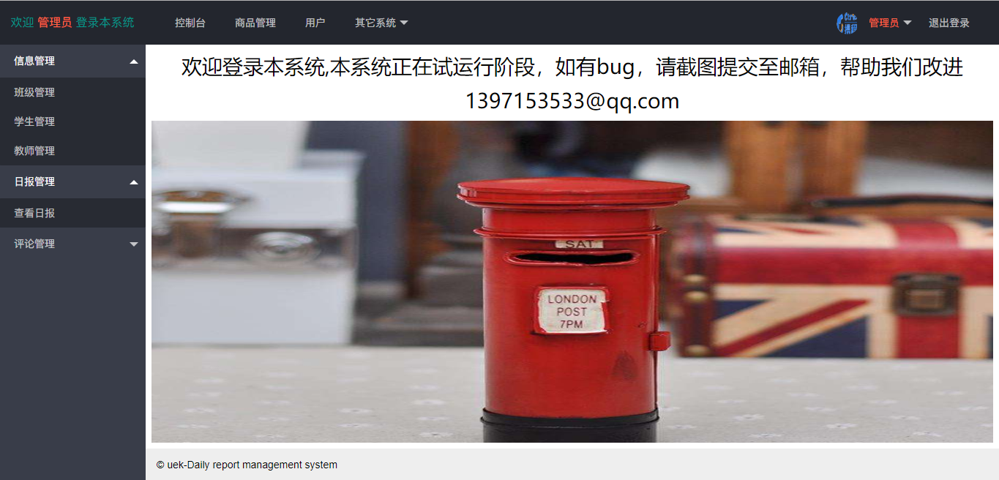 欢迎 管理员 登录本系统
控制台
商品管理
用户
其它系统
管理员
退出登录
信息管理
班级管理
学生管理
教师管理
日报管理
查看日报
评论管理
欢迎登录本系统,本系统正在试运行阶段，如有bug，请截图提交至邮箱，帮助我们改进
1397153533@qq.com
SAT
LONDON
POST
7PM
© uek-Daily report management system